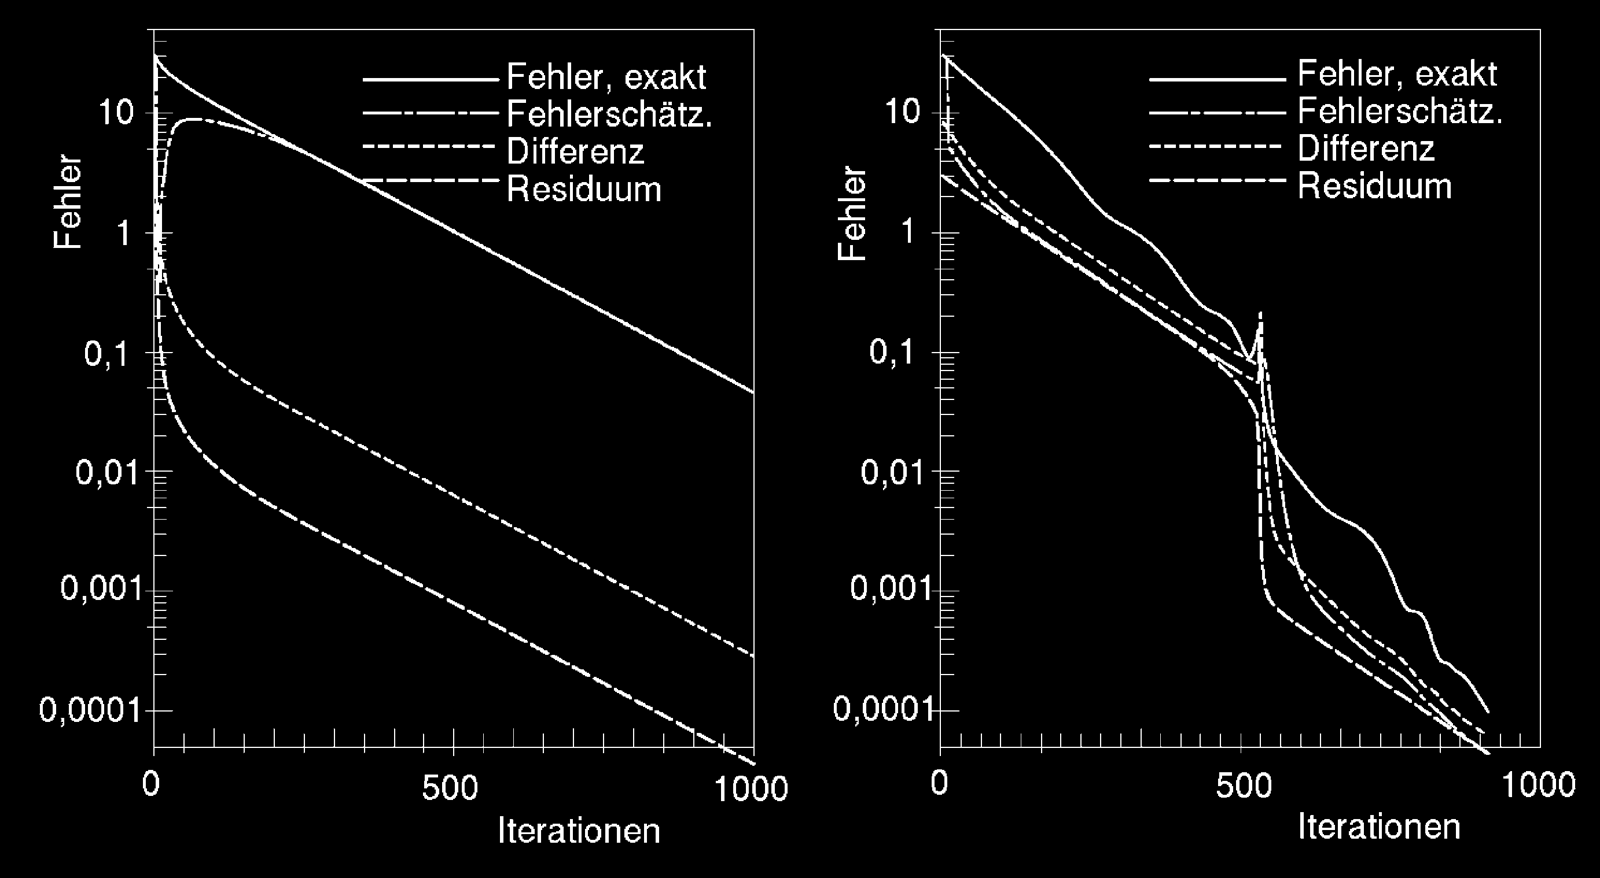 Fehler, exakt
Fehlerschätz.
Differenz
Residuum
10
1
0,1
0,01
0,001
0,0001
Fehler
0
500
1000
Iterationen
Fehler, exakt
Fehlerschätz.
Differenz
Residuum
10
1
0,1
0,01
0,001
0,0001
Fehler
0
500
1000
Iterationen